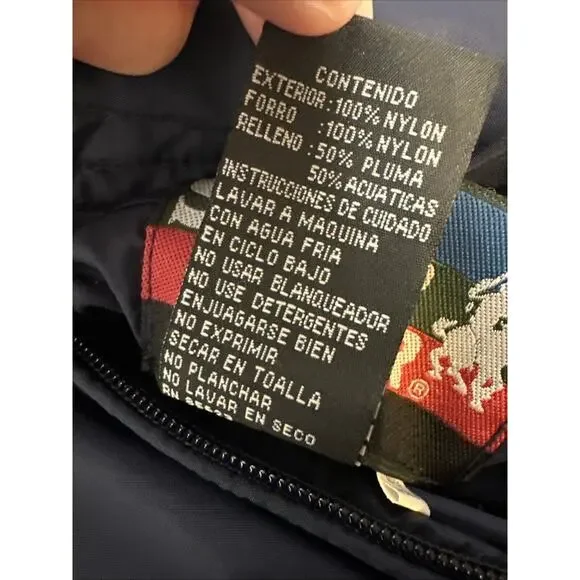 CONTENIDO
EXTERIOR:100% NYLON
FORRO :100% NYLON
RELLENO :50% PLUMA
50% ACUATICAS
INSTRUCCIONES DE CUIDADO
LAVAR A MAQUINA
CON AGUA FRIA
EN CICLO BAJO
NO USAR BLANQUEADOR
NO USE DETERGENTES
ENJUAGARSE BIEN
NO EXPRIMIR
SECAR EN TOALLA
NO PLANCHAR
NO LAVAR EN SECO
®